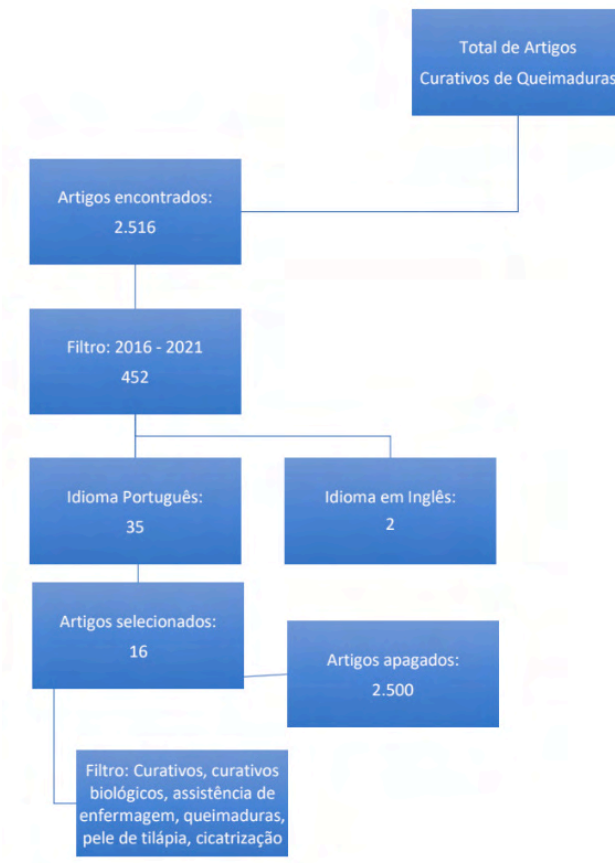 Total de Artigos
Curativos de Queimaduras
Artigos encontrados:
2.516
Filtro: 2016 - 2021
452
Idioma Português:
35
Idioma em Inglês:
2
Artigos selecionados:
16
Artigos apagados:
2.500
Filtro: Curativos, curativos
biológicos, assistência de
enfermagem, queimaduras,
pele de tilápia, cicatrização